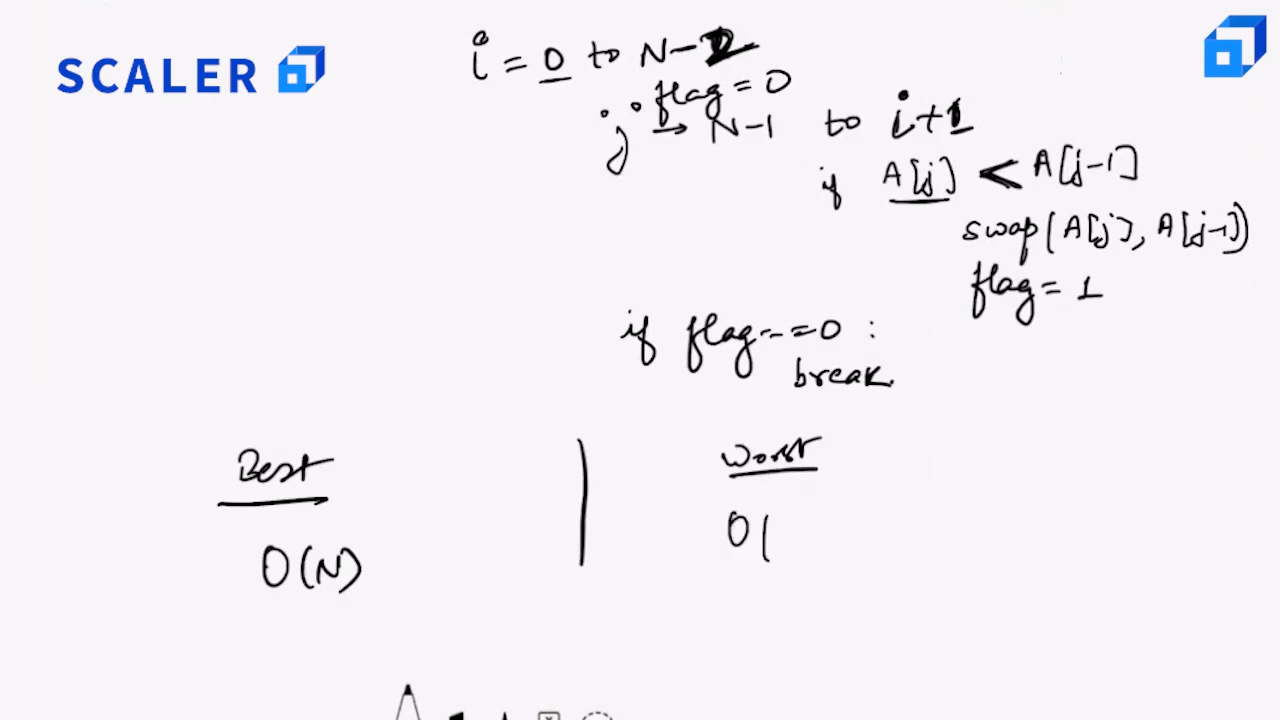 SCALER
i = 0 to N-2
flag = 0
j → N-1 to i+1
if A[j] < A[j-1]
swap(A[j], A[j-1])
flag = 1
if flag == 0 :
break
Best
Worst
O(N)
O(